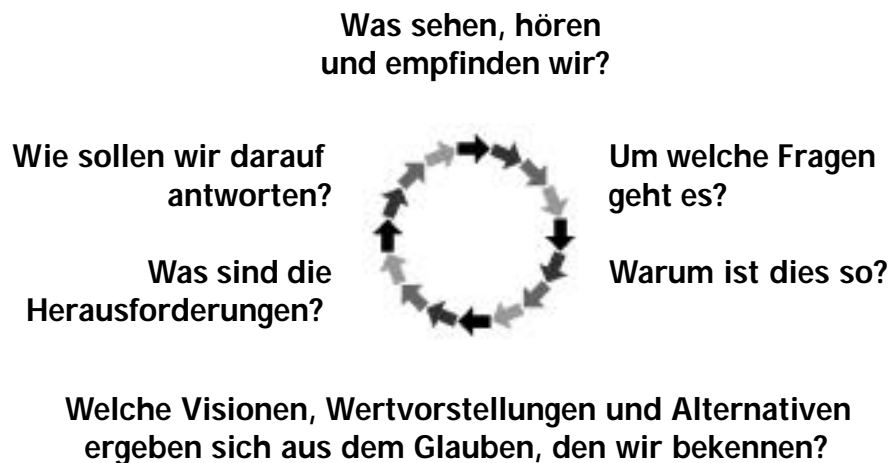 Was sehen, hören
und empfinden wir?
Wie sollen wir darauf
antworten?
Um welche Fragen
geht es?
Was sind die
Herausforderungen?
Warum ist dies so?
Welche Visionen, Wertvorstellungen und Alternativen
ergeben sich aus dem Glauben, den wir bekennen?